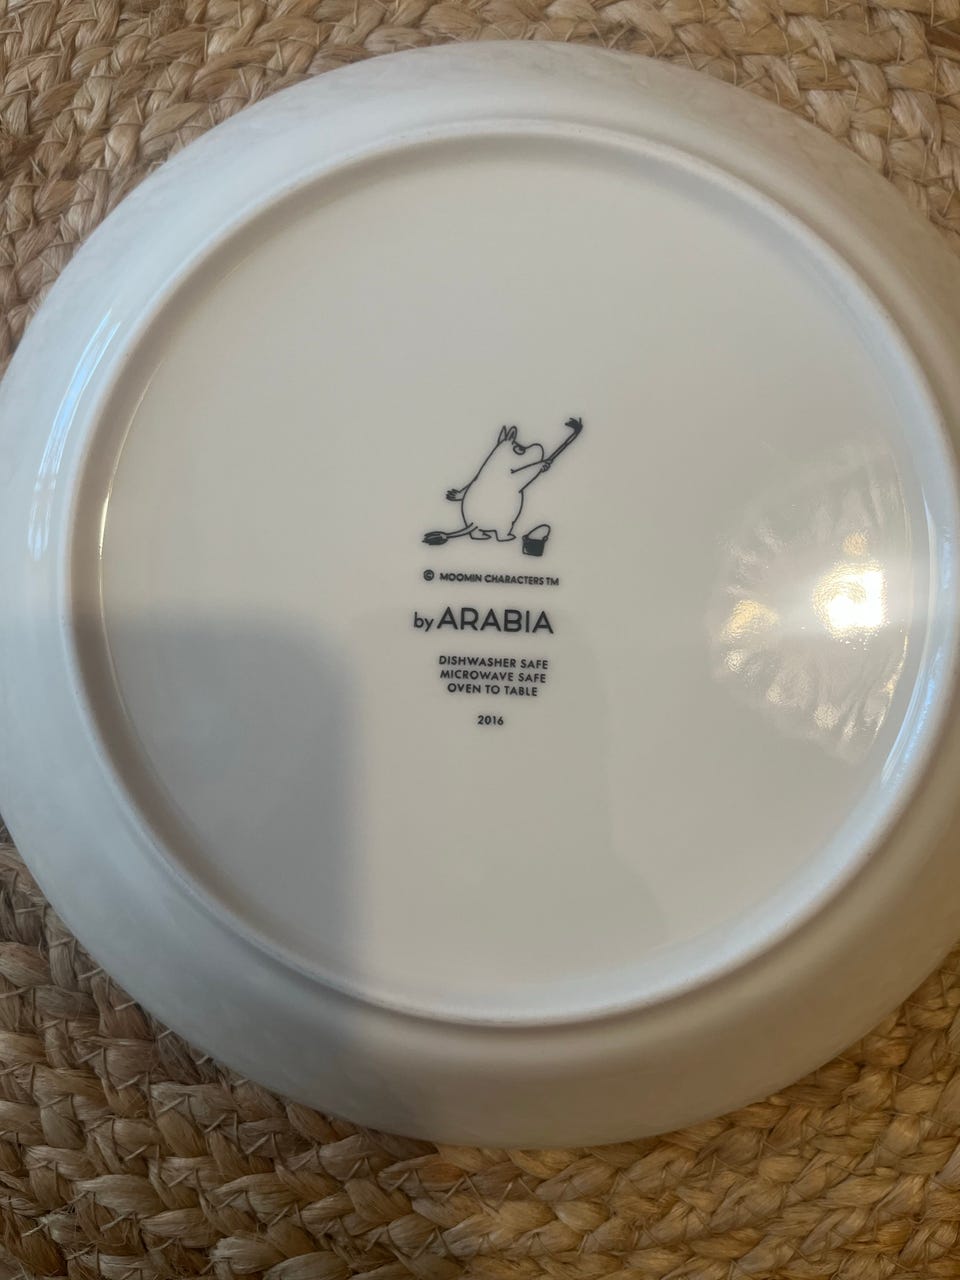 © MOOMIN CHARACTERS TM
by ARABIA
DISHWASHER SAFE
MICROWAVE SAFE
OVEN TO TABLE
2016